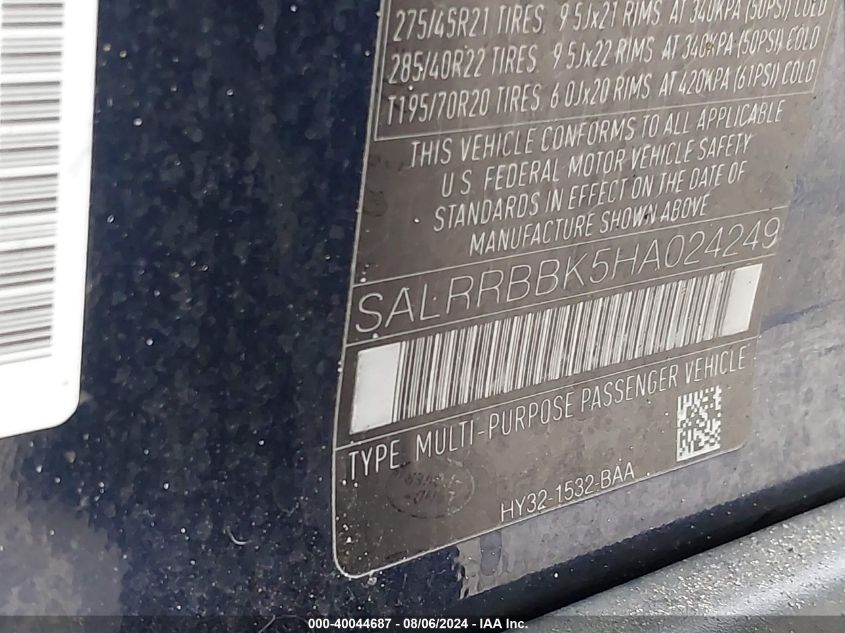 275/45R21 TIRES, 9.5Jx21 RIMS AT 340KPA (50PSI) COLD
285/40R22 TIRES, 9.5Jx22 RIMS AT 340KPA (50PSI) COLD
T195/70R20 TIRES, 6.0Jx20 RIMS AT 420KPA (61PSI) COLD
THIS VEHICLE CONFORMS TO ALL APPLICABLE
U.S. FEDERAL MOTOR VEHICLE SAFETY
STANDARDS IN EFFECT ON THE DATE OF
MANUFACTURE SHOWN ABOVE
SALRRBBK5HA024249
TYPE: MULTI-PURPOSE PASSENGER VEHICLE
HY32-1532-BAA
000-40044687 - 08/06/2024 - IAA Inc.